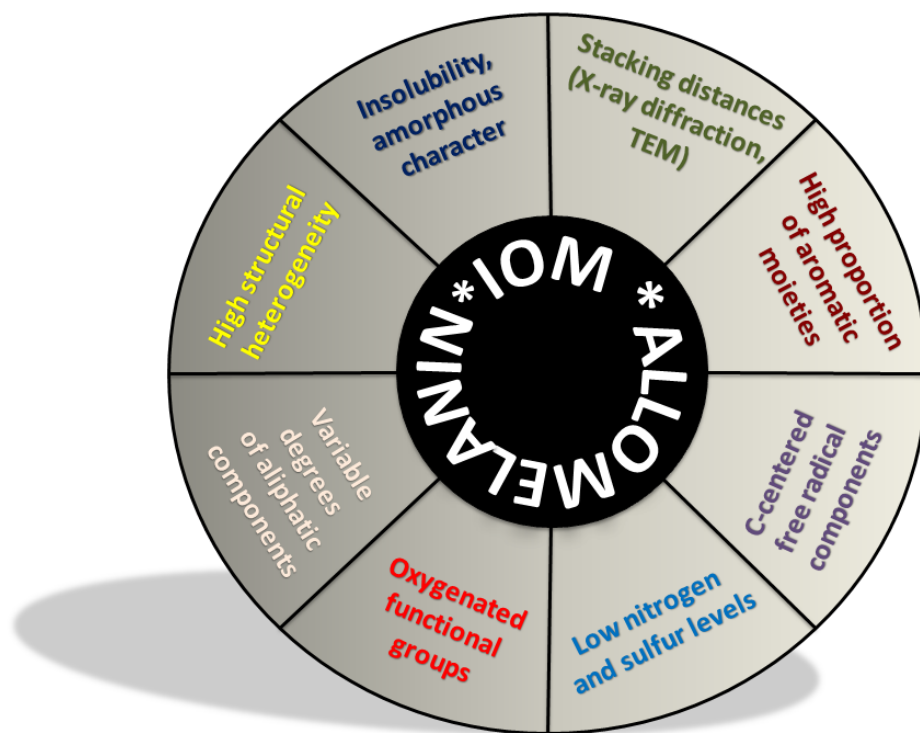 Insolubility,
amorphous
character
Stacking distances
(X-ray diffraction,
TEM)
High proportion
of aromatic
moieties
C-centered
free radical
components
Low nitrogen
and sulfur levels
Oxygenated
functional
groups
Variable
degrees
of aliphatic
components
High structural
heterogeneity
* IOM * ALLOMELANIN